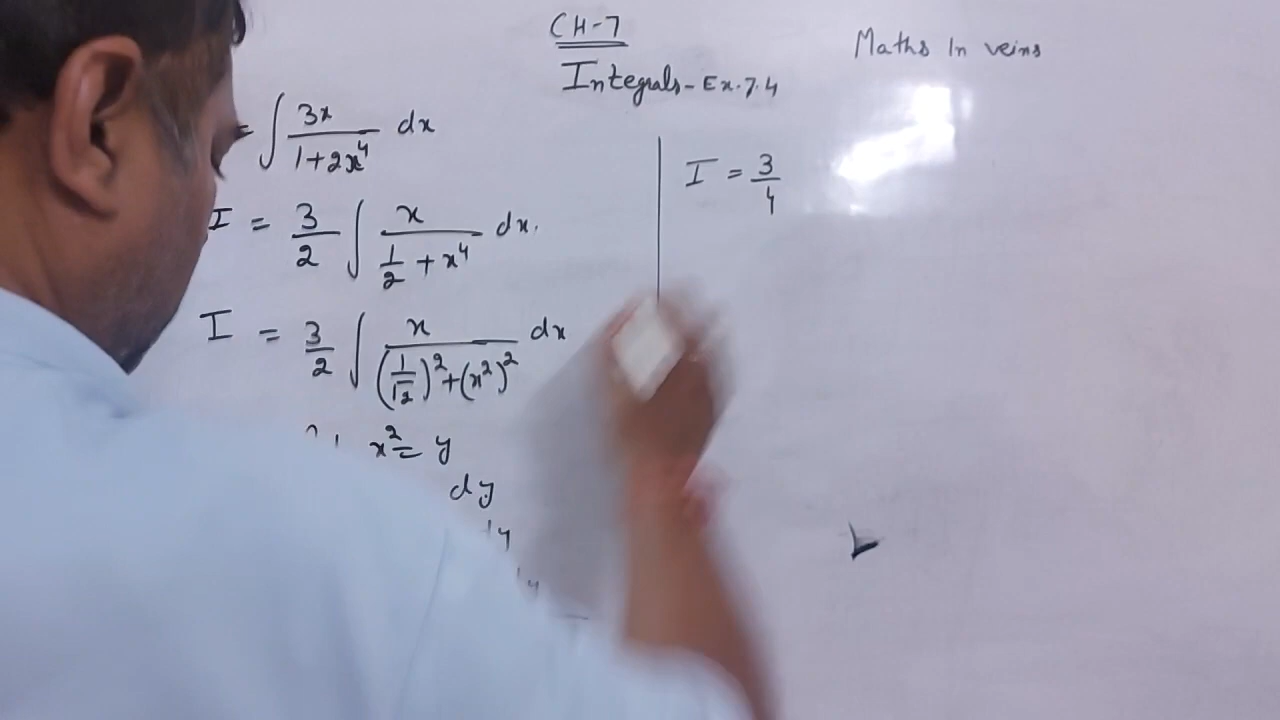 CH-7
Integrals - Ex. 7.4
Maths In veins
= ∫ 3x/(1+2x⁴) dx
I = 3/2 ∫ x/(1/2 + x⁴) dx.
I = 3/2 ∫ x/((1/√2)² + (x²)²) dx
x² = y
dy
I = 3/4